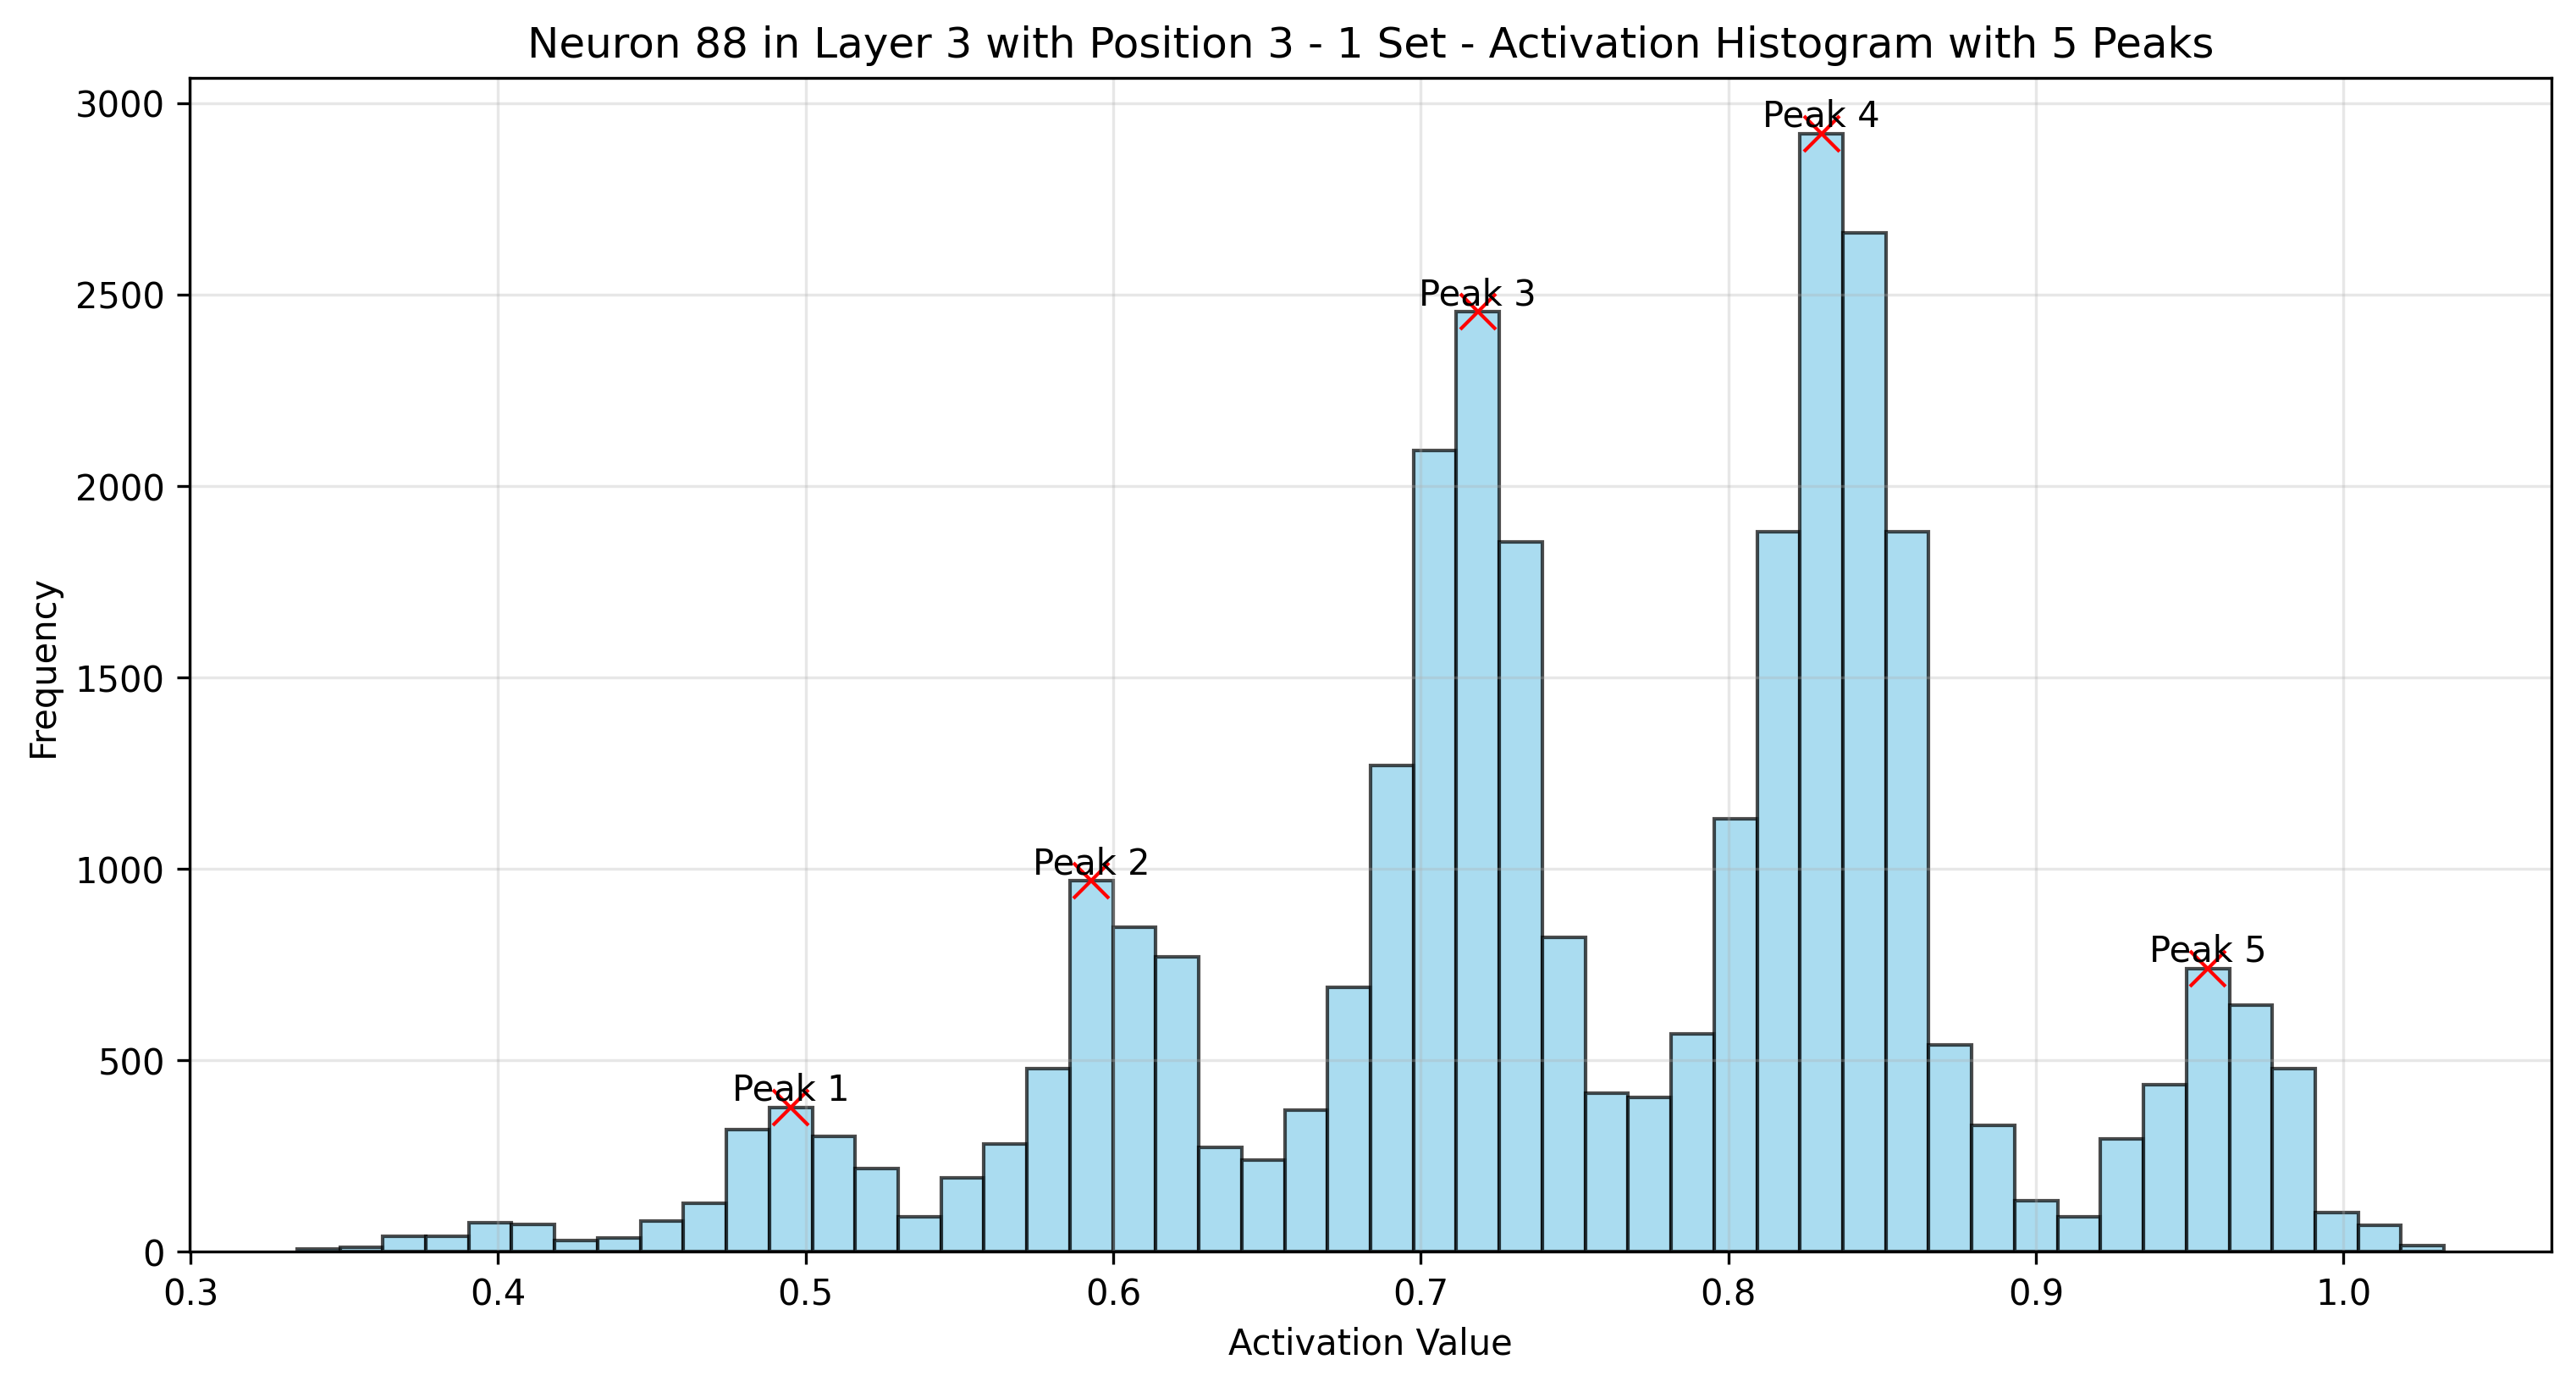 Neuron 88 in Layer 3 with Position 3 - 1 Set - Activation Histogram with 5 Peaks
3000
Peak 4
2500
Peak 3
2000
1500
Frequency
1000
Peak 2
Peak 5
500
Peak 1
0
0.3 0.4 0.5 0.6 0.7 0.8 0.9 1.0
Activation Value